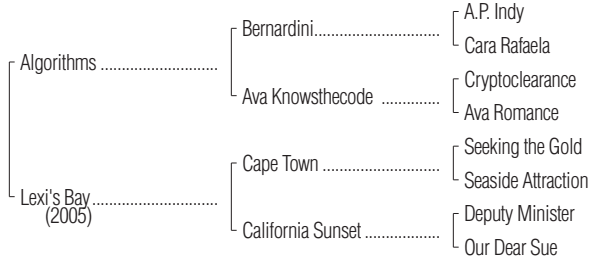 A.P. Indy
Bernardini..............................
Cara Rafaela
Algorithms ...........................
Cryptoclearance
Ava Knowsthecode ..............
Ava Romance
Seeking the Gold
Cape Town ...........................
Seaside Attraction
Lexi's Bay .............................
(2005)
Deputy Minister
California Sunset ..................
Our Dear Sue